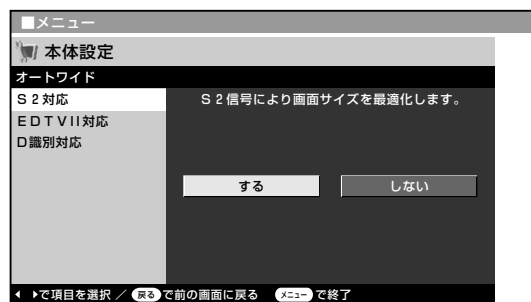 ■メニュー
本体設定
オートワイド
S2対応
S2信号により画面サイズを最適化します。
EDTVII対応
D識別対応
する しない
で項目を選択 / 戻る で前の画面に戻る メニュー で終了